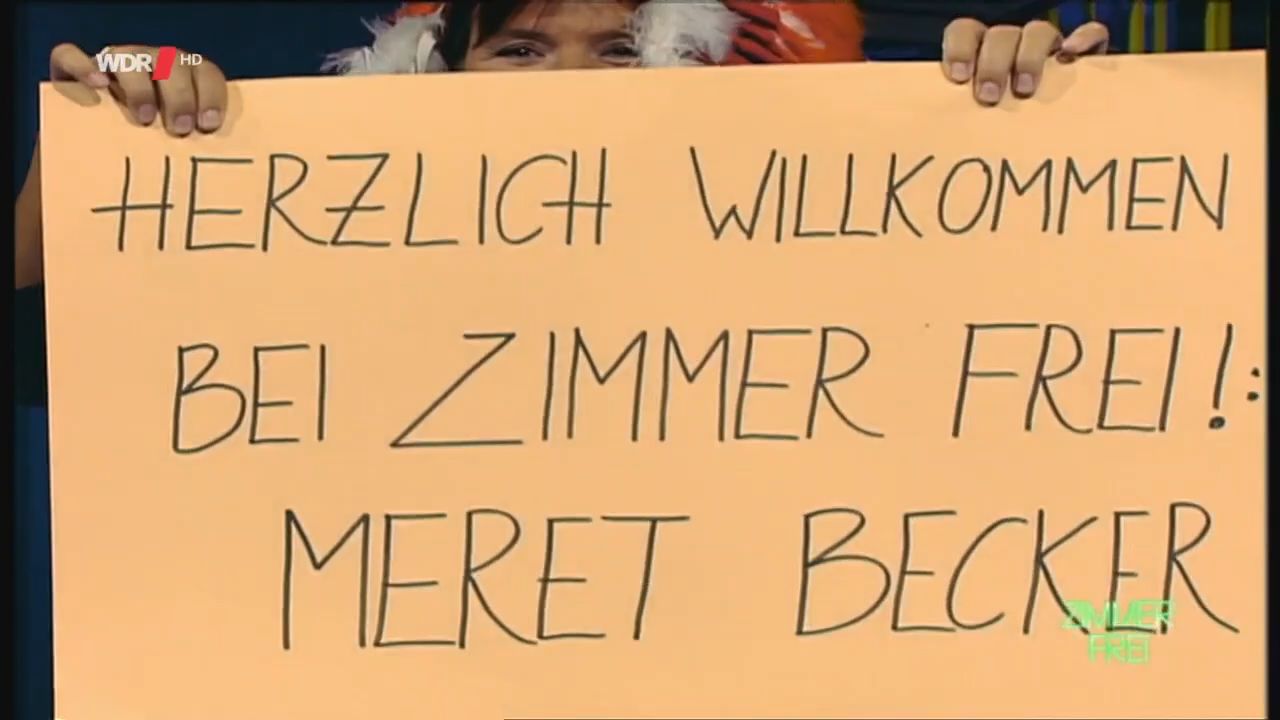 WDR HD
HERZLICH WILLKOMMEN
BEI ZIMMER FREI!:
MERET BECKER
ZIMMER
FREI